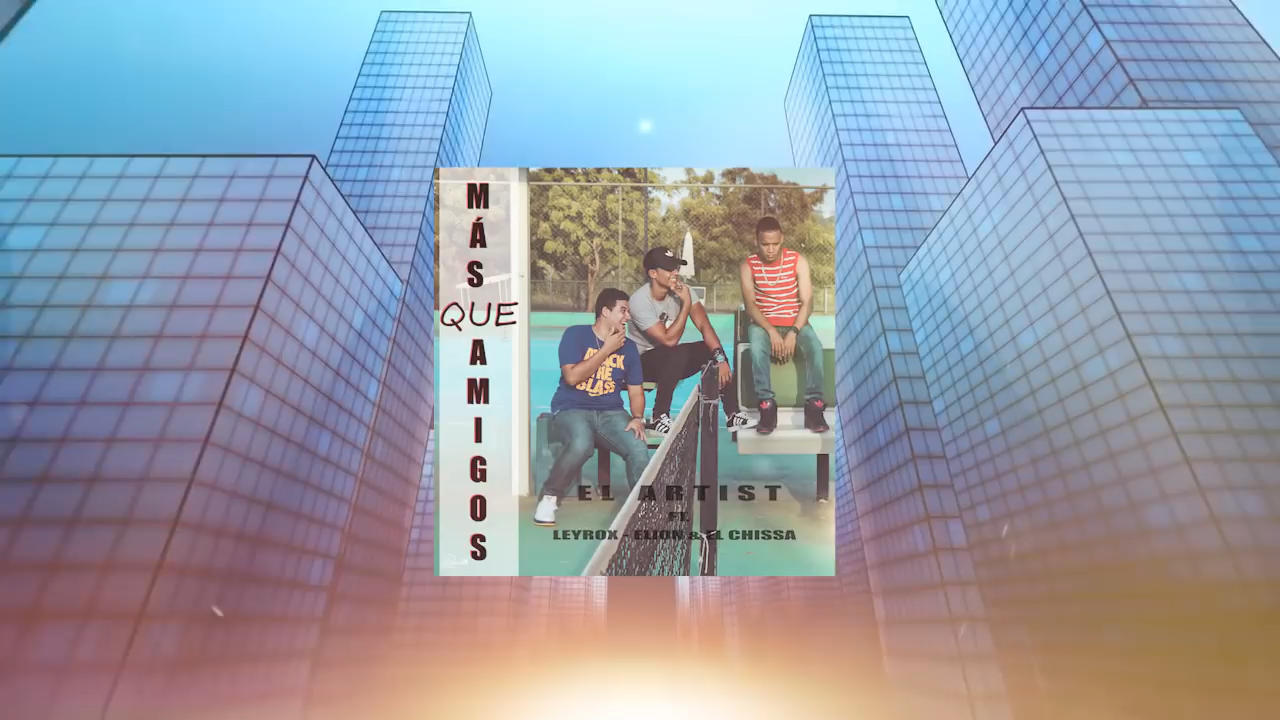 MÁS
QUE
AMIGOS
EL ARTIST
FT.
LEYROX - ELION & EL CHISSA